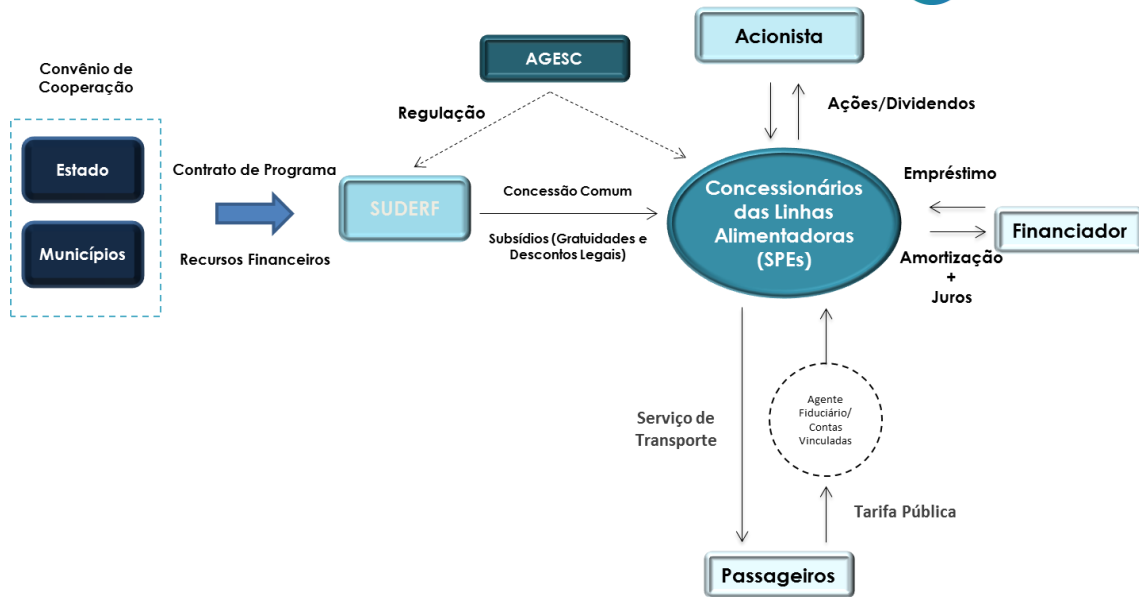 Acionista
AGESC
Convênio de
Cooperação
Ações/Dividendos
Regulação
Estado
Contrato de Programa
SUDERF
Concessão Comum
Concessionários
das Linhas
Alimentadoras
(SPEs)
Empréstimo
Financiador
Municípios
Recursos Financeiros
Subsídios (Gratuidades e
Descontos Legais)
Amortização
+
Juros
Agente
Fiduciário/
Contas
Vinculadas
Serviço de
Transporte
Tarifa Pública
Passageiros